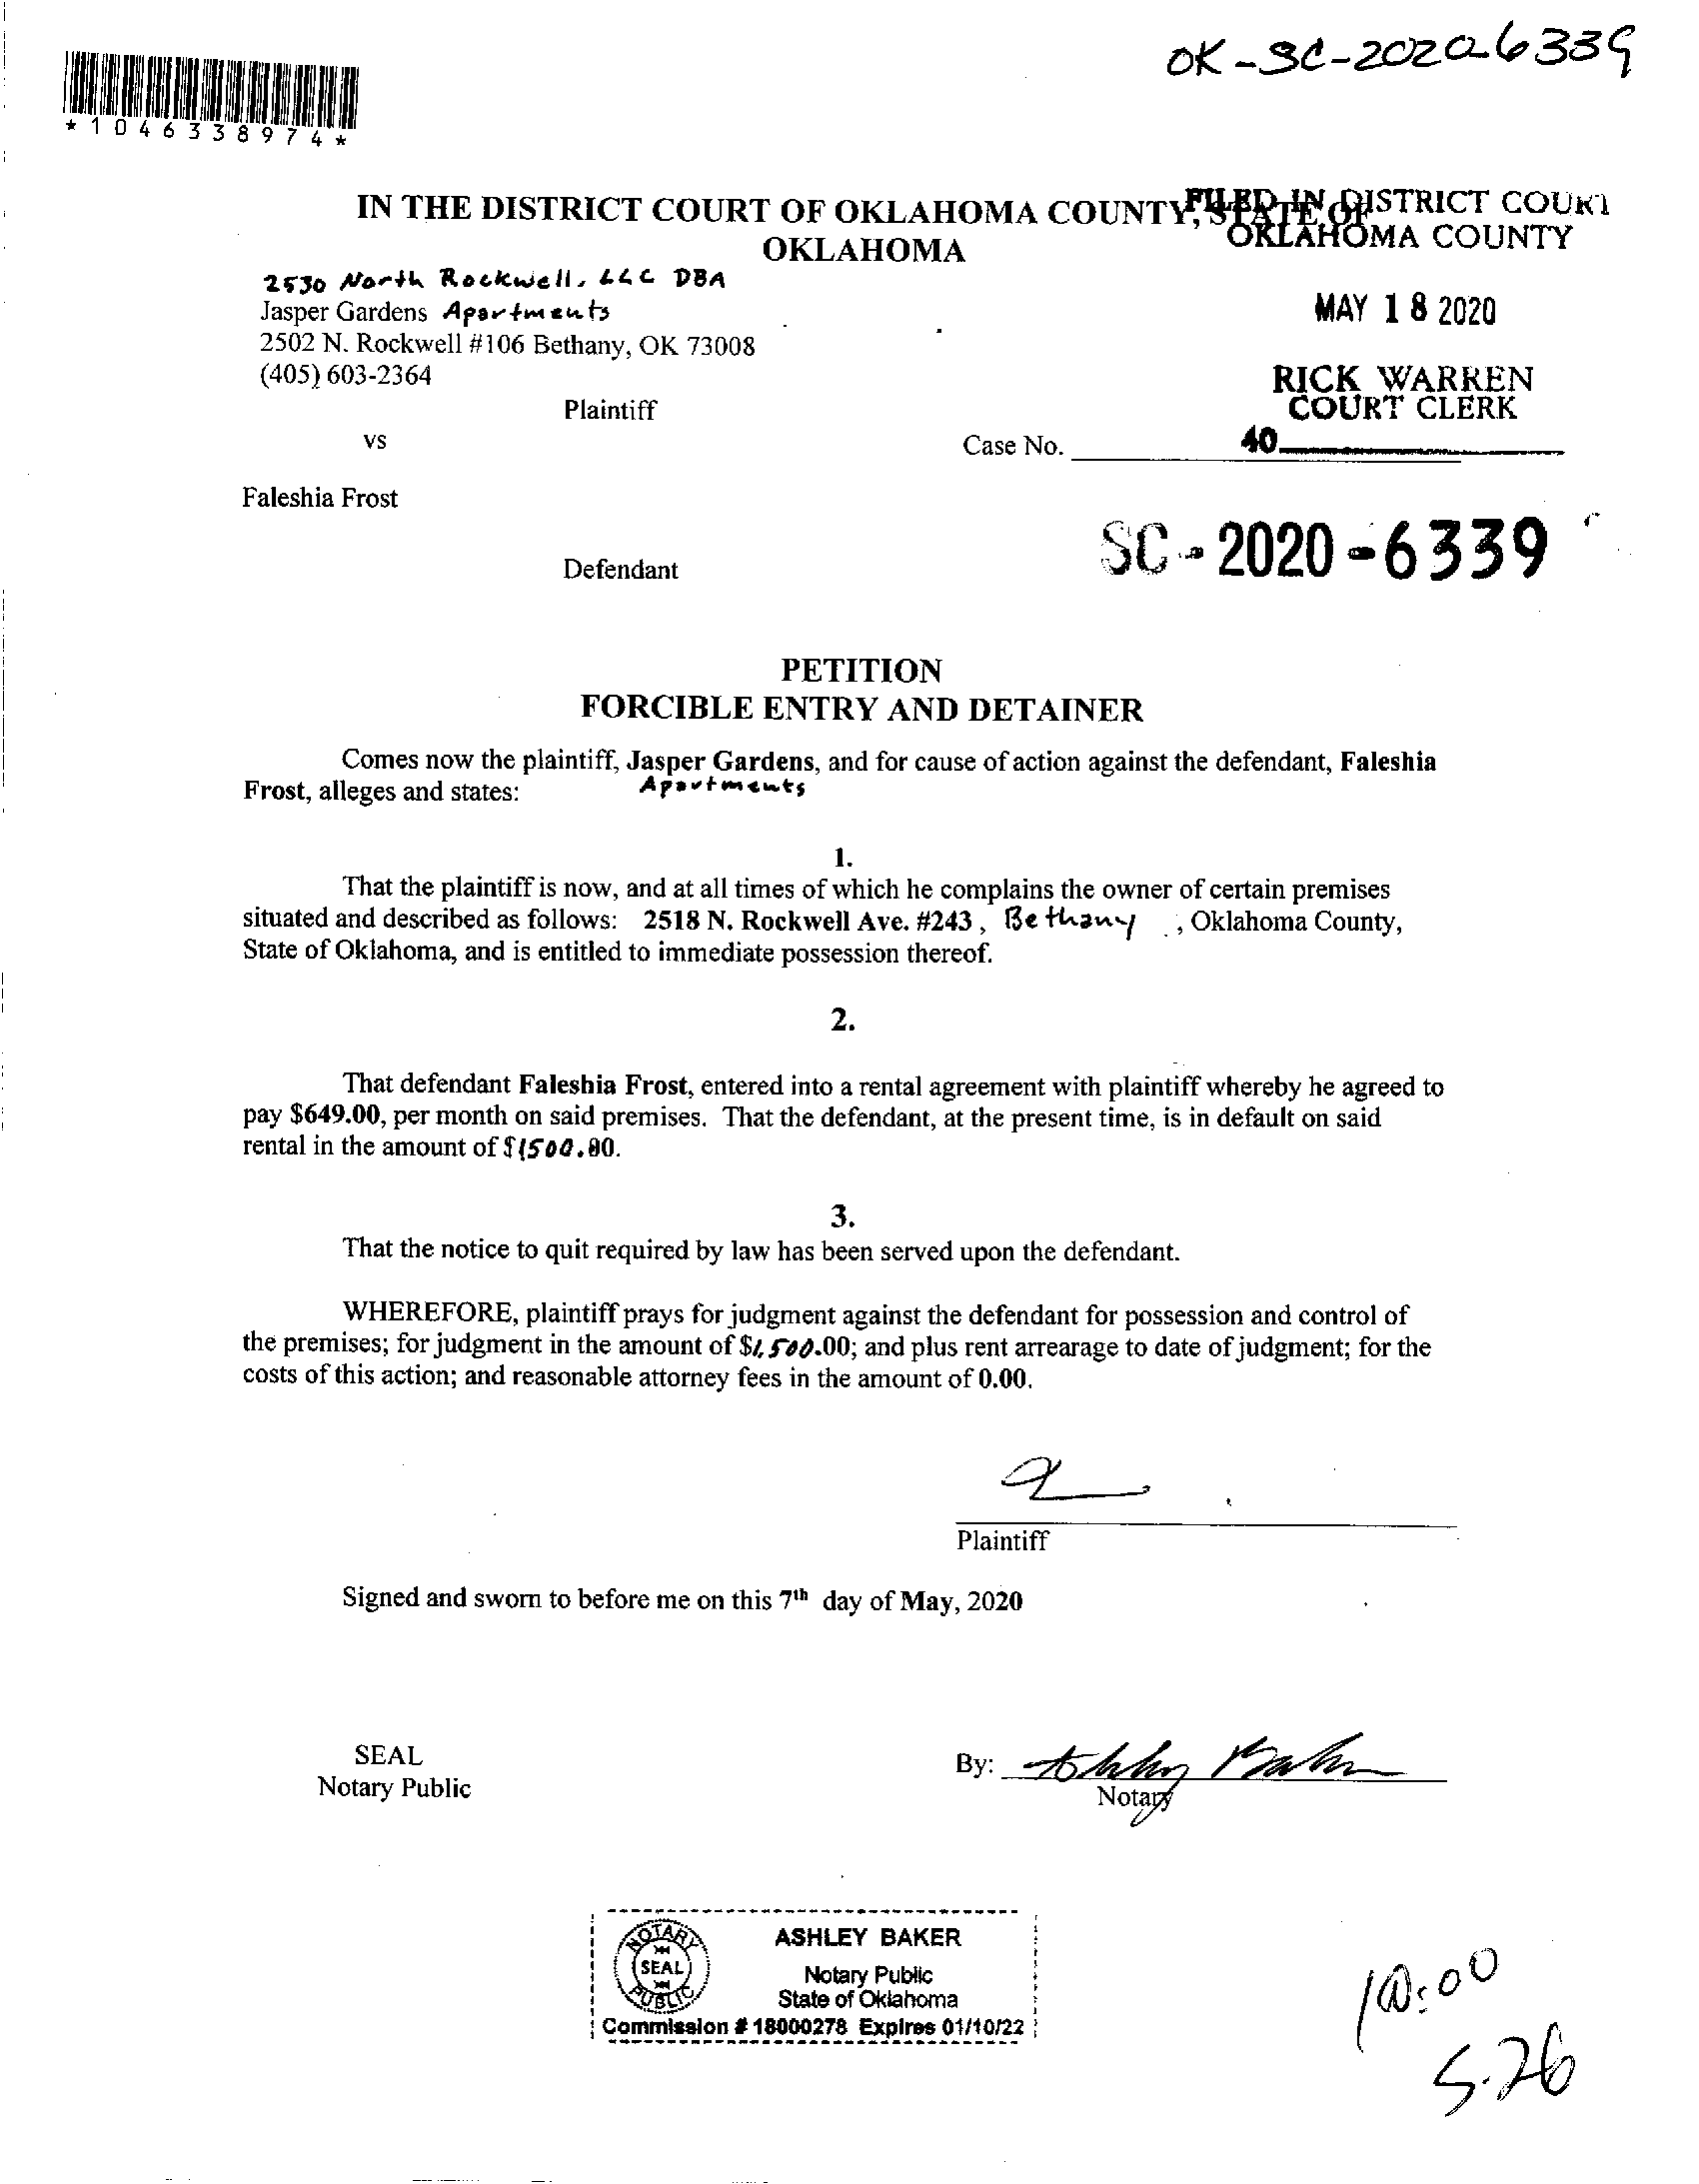 OK-SC-2020-6339
*1046338974*
IN THE DISTRICT COURT OF OKLAHOMA COUNTY, STATE OF
OKLAHOMA
FILED IN DISTRICT COURT
OKLAHOMA COUNTY
MAY 18 2020
RICK WARREN
COURT CLERK
40
2530 North Rockwell, LLC DBA
Jasper Gardens Apartments
2502 N. Rockwell #106 Bethany, OK 73008
(405) 603-2364
Plaintiff
vs
Case No.
Faleshia Frost
SC-2020-6339
Defendant
PETITION
FORCIBLE ENTRY AND DETAINER
Comes now the plaintiff, Jasper Gardens, and for cause of action against the defendant, Faleshia
Apartments
Frost, alleges and states:
1.
That the plaintiff is now, and at all times of which he complains the owner of certain premises
situated and described as follows: 2518 N. Rockwell Ave. #243, Bethany, Oklahoma County,
State of Oklahoma, and is entitled to immediate possession thereof.
2.
That defendant Faleshia Frost, entered into a rental agreement with plaintiff whereby he agreed to
pay $649.00, per month on said premises. That the defendant, at the present time, is in default on said
rental in the amount of $1500.00.
3.
That the notice to quit required by law has been served upon the defendant.
WHEREFORE, plaintiff prays for judgment against the defendant for possession and control of
the premises; for judgment in the amount of $1,500.00; and plus rent arrearage to date of judgment; for the
costs of this action; and reasonable attorney fees in the amount of 0.00.
Plaintiff
Signed and sworn to before me on this 7th day of May, 2020
SEAL
Notary Public
By: Ashley Baker
Notary
NOTARY
SEAL
PUBLIC
ASHLEY BAKER
Notary Public
State of Oklahoma
Commission # 18000278 Expires 01/10/22
10:00
5.26